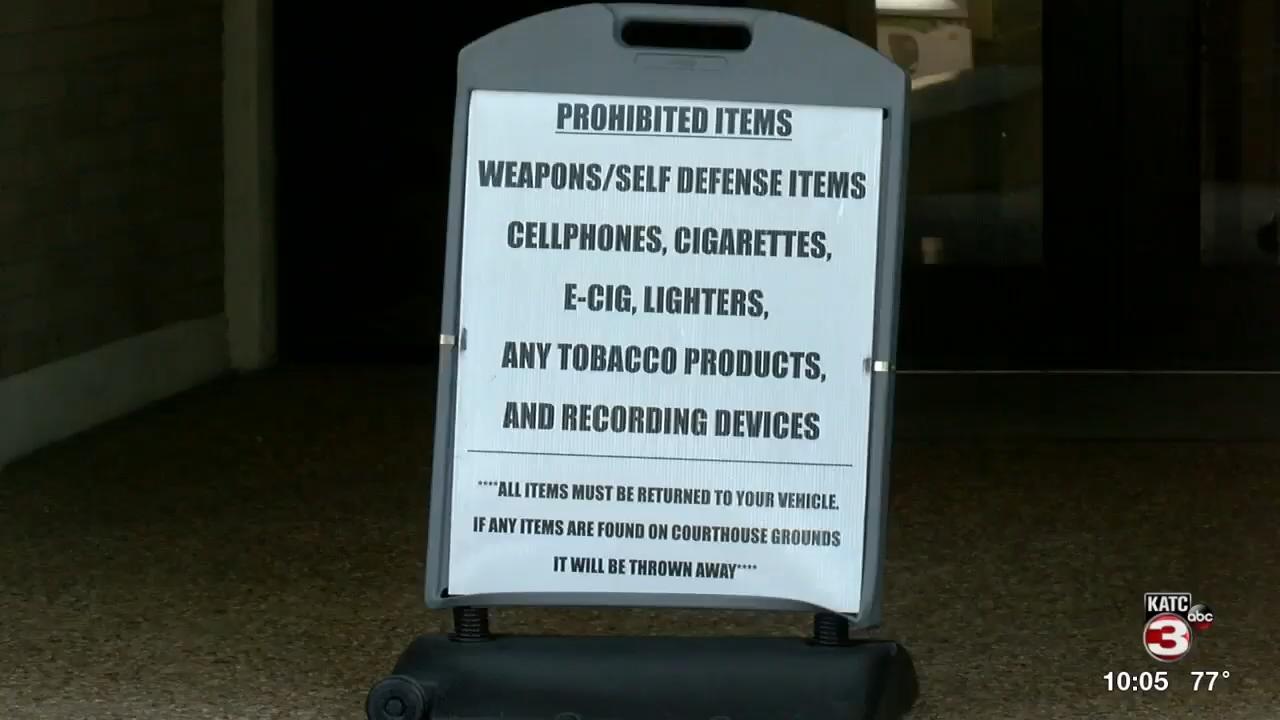 PROHIBITED ITEMS
WEAPONS/SELF DEFENSE ITEMS
CELLPHONES, CIGARETTES,
E-CIG, LIGHTERS,
ANY TOBACCO PRODUCTS,
AND RECORDING DEVICES
****ALL ITEMS MUST BE RETURNED TO YOUR VEHICLE.
IF ANY ITEMS ARE FOUND ON COURTHOUSE GROUNDS
IT WILL BE THROWN AWAY****
KATC
abc
3
10:05 77°